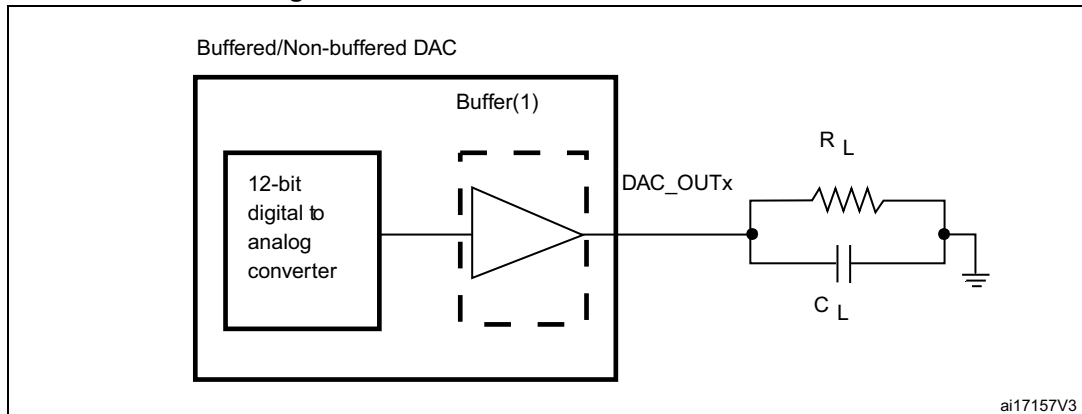 Buffered/Non-buffered DAC
Buffer(1)
12-bit
digital to
analog
converter
DAC_OUTx
R L
C L
ai17157V3